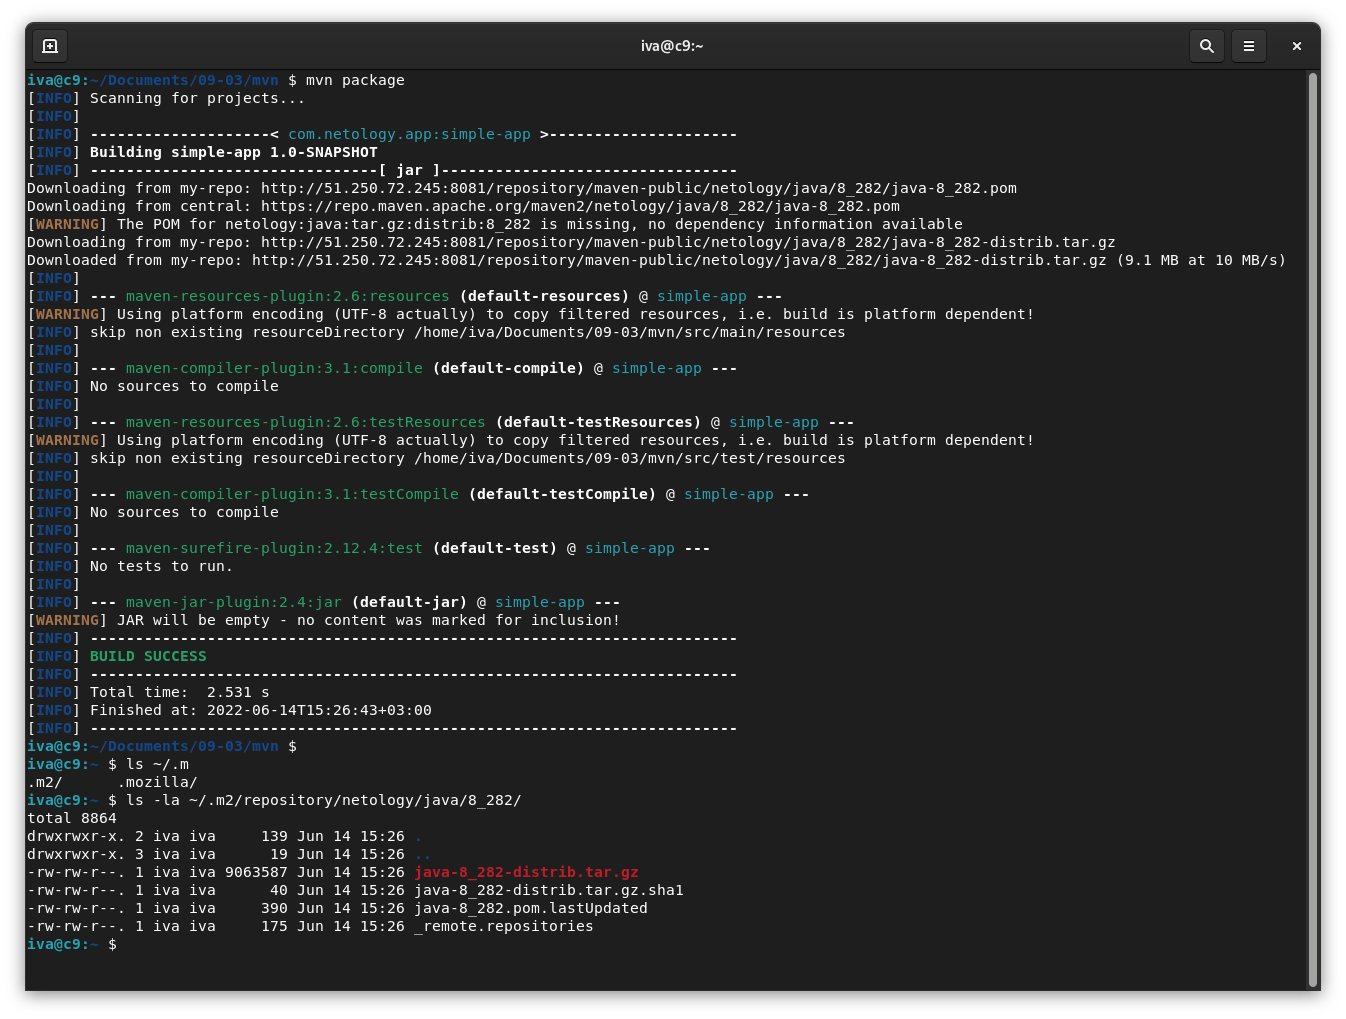 iva@c9:~
iva@c9:~/Documents/09-03/mvn $ mvn package
[INFO] Scanning for projects...
[INFO]
[INFO] --------------------< com.netology.app:simple-app >---------------------
[INFO] Building simple-app 1.0-SNAPSHOT
[INFO] --------------------------------[ jar ]---------------------------------
Downloading from my-repo: http://51.250.72.245:8081/repository/maven-public/netology/java/8_282/java-8_282.pom
Downloading from central: https://repo.maven.apache.org/maven2/netology/java/8_282/java-8_282.pom
[WARNING] The POM for netology:java:tar.gz:distrib:8_282 is missing, no dependency information available
Downloading from my-repo: http://51.250.72.245:8081/repository/maven-public/netology/java/8_282/java-8_282-distrib.tar.gz
Downloaded from my-repo: http://51.250.72.245:8081/repository/maven-public/netology/java/8_282/java-8_282-distrib.tar.gz (9.1 MB at 10 MB/s)
[INFO]
[INFO] --- maven-resources-plugin:2.6:resources (default-resources) @ simple-app ---
[WARNING] Using platform encoding (UTF-8 actually) to copy filtered resources, i.e. build is platform dependent!
[INFO] skip non existing resourceDirectory /home/iva/Documents/09-03/mvn/src/main/resources
[INFO]
[INFO] --- maven-compiler-plugin:3.1:compile (default-compile) @ simple-app ---
[INFO] No sources to compile
[INFO]
[INFO] --- maven-resources-plugin:2.6:testResources (default-testResources) @ simple-app ---
[WARNING] Using platform encoding (UTF-8 actually) to copy filtered resources, i.e. build is platform dependent!
[INFO] skip non existing resourceDirectory /home/iva/Documents/09-03/mvn/src/test/resources
[INFO]
[INFO] --- maven-compiler-plugin:3.1:testCompile (default-testCompile) @ simple-app ---
[INFO] No sources to compile
[INFO]
[INFO] --- maven-surefire-plugin:2.12.4:test (default-test) @ simple-app ---
[INFO] No tests to run.
[INFO]
[INFO] --- maven-jar-plugin:2.4:jar (default-jar) @ simple-app ---
[WARNING] JAR will be empty - no content was marked for inclusion!
[INFO] ------------------------------------------------------------------------
[INFO] BUILD SUCCESS
[INFO] ------------------------------------------------------------------------
[INFO] Total time:  2.531 s
[INFO] Finished at: 2022-06-14T15:26:43+03:00
[INFO] ------------------------------------------------------------------------
iva@c9:~/Documents/09-03/mvn $
iva@c9:~ $ ls ~/.m
.m2/      .mozilla/
iva@c9:~ $ ls -la ~/.m2/repository/netology/java/8_282/
total 8864
drwxrwxr-x. 2 iva iva     139 Jun 14 15:26 .
drwxrwxr-x. 3 iva iva      19 Jun 14 15:26 ..
-rw-rw-r--. 1 iva iva 9063587 Jun 14 15:26 java-8_282-distrib.tar.gz
-rw-rw-r--. 1 iva iva      40 Jun 14 15:26 java-8_282-distrib.tar.gz.sha1
-rw-rw-r--. 1 iva iva     390 Jun 14 15:26 java-8_282.pom.lastUpdated
-rw-rw-r--. 1 iva iva     175 Jun 14 15:26 _remote.repositories
iva@c9:~ $